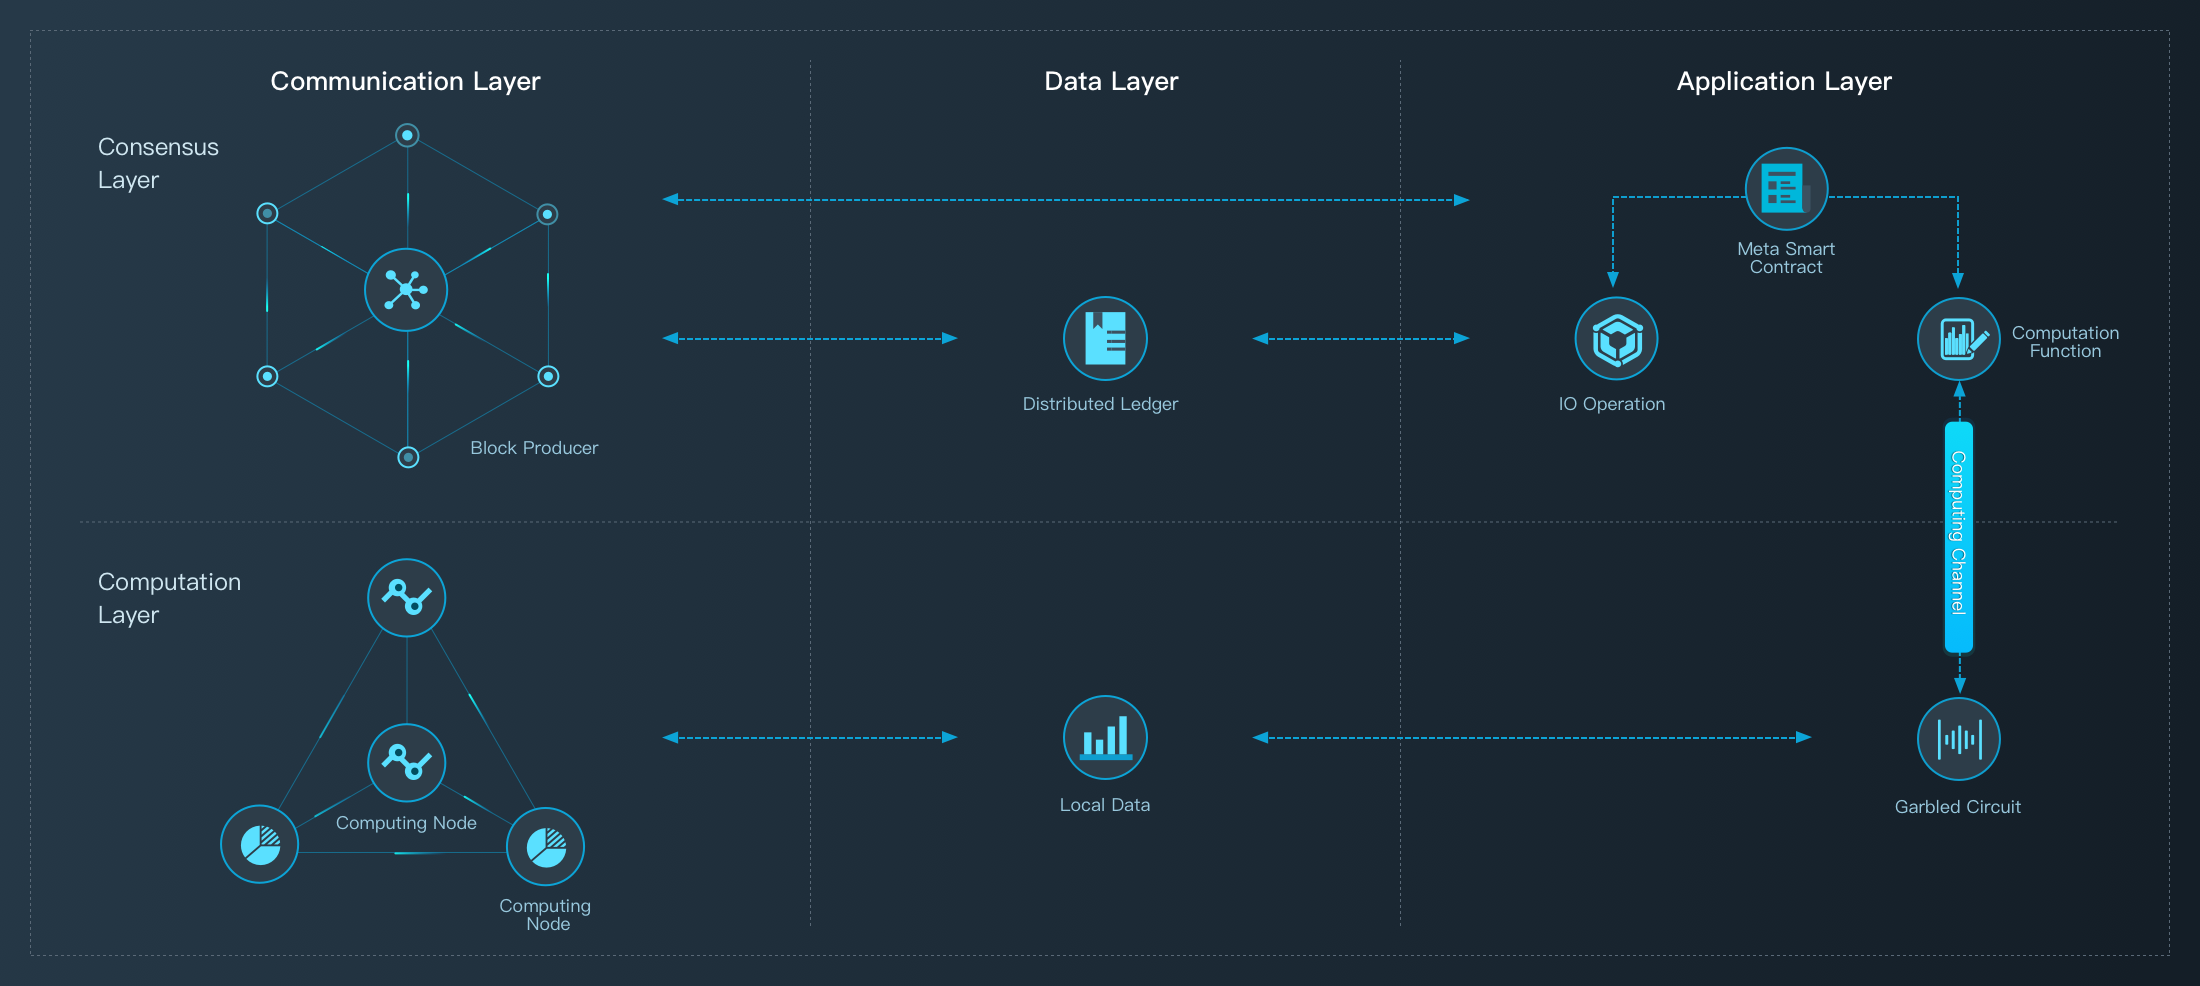 Communication Layer
Data Layer
Application Layer
Consensus
Layer
Meta Smart
Contract
Computation
Function
Distributed Ledger
IO Operation
Block Producer
Computing Channel
Computation
Layer
Computing Node
Local Data
Garbled Circuit
Computing
Node